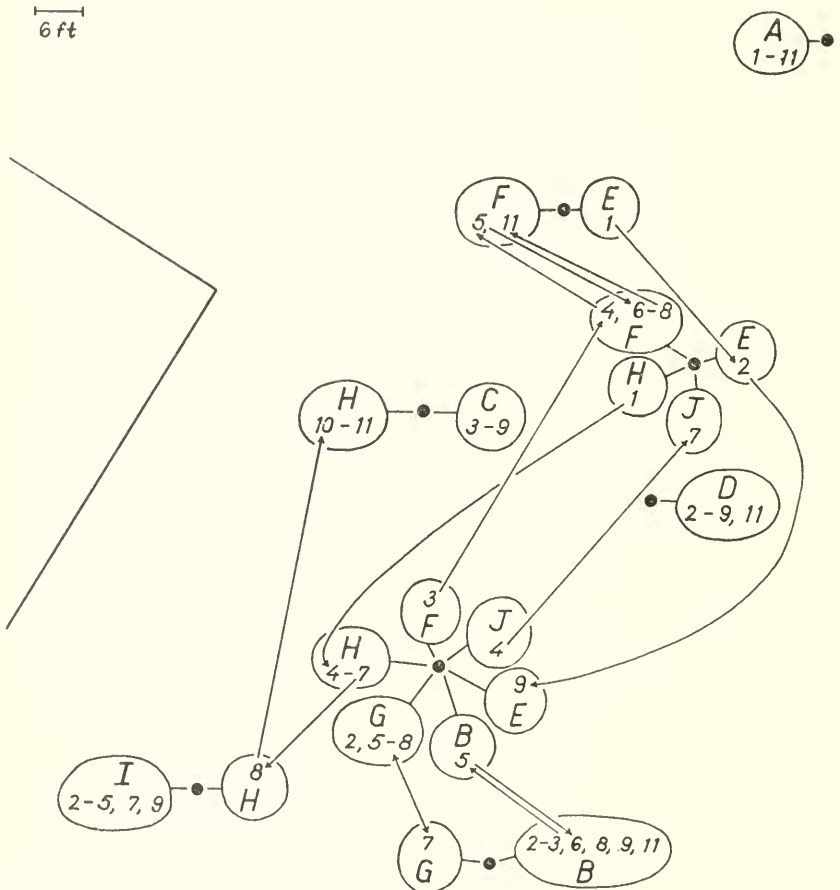 6 ft
A
1-11
F
5, 11
E
1
4, 6-8
F
E
2
H
1
J
7
H
10-11
C
3-9
D
2-9, 11
3
F
J
4
H
4-7
9
E
G
2, 5-8
B
5
I
2-5, 7, 9
8
H
7
G
2-3, 6, 8, 9, 11
B